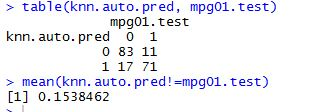 > table(knn.auto.pred, mpg01.test)
mpg01.test
knn.auto.pred 0 1
0 83 11
1 17 71
> mean(knn.auto.pred!=mpg01.test)
[1] 0.1538462
>